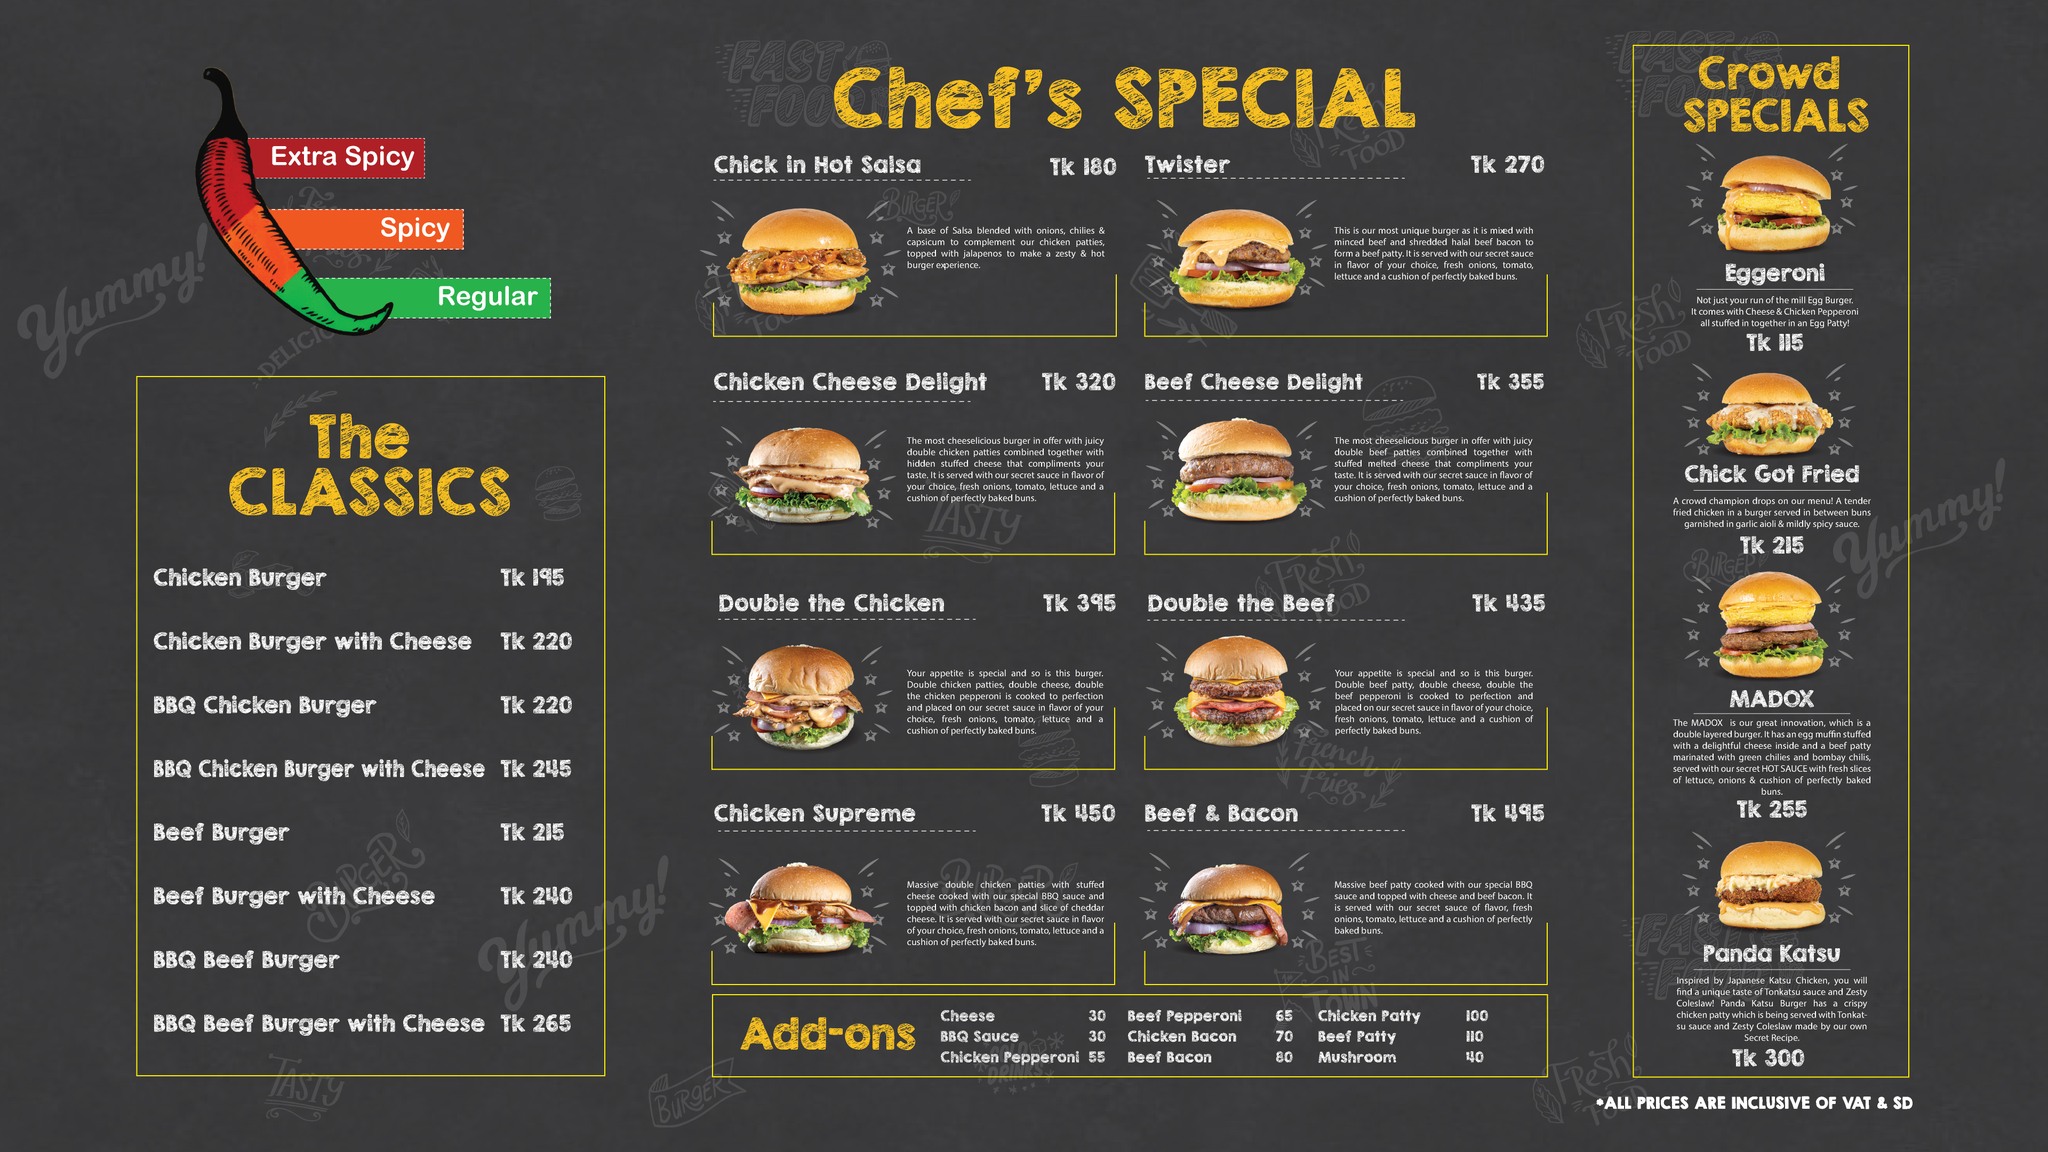 Extra Spicy
Spicy
Regular
The
CLASSICS
Chicken Burger Tk 195
Chicken Burger with Cheese Tk 220
BBQ Chicken Burger Tk 220
BBQ Chicken Burger with Cheese Tk 245
Beef Burger Tk 215
Beef Burger with Cheese Tk 240
BBQ Beef Burger Tk 240
BBQ Beef Burger with Cheese Tk 265
Chef's SPECIAL
Chick in Hot Salsa Tk 180
A base of Salsa blended with onions, chilies &
capsicum to complement our chicken patties,
topped with jalapenos to make a zesty & hot
burger experience.
Twister Tk 270
This is our most unique burger as it is mixed with
minced beef and shredded halal beef bacon to
form a beef patty. It is served with our secret sauce
in flavor of your choice, fresh onions, tomato,
lettuce and a cushion of perfectly baked buns.
Chicken Cheese Delight Tk 320
The most cheeselicious burger in offer with juicy
double chicken patties combined together with
hidden stuffed cheese that compliments your
taste. It is served with our secret sauce in flavor of
your choice, fresh onions, tomato, lettuce and a
cushion of perfectly baked buns.
Beef Cheese Delight Tk 355
The most cheeselicious burger in offer with juicy
double beef patties combined together with
stuffed melted cheese that compliments your
taste. It is served with our secret sauce in flavor of
your choice, fresh onions, tomato, lettuce and a
cushion of perfectly baked buns.
Double the Chicken Tk 395
Your appetite is special and so is this burger.
Double chicken patties, double cheese, double
the chicken pepperoni is cooked to perfection
and placed on our secret sauce in flavor of your
choice, fresh onions, tomato, lettuce and a
cushion of perfectly baked buns.
Double the Beef Tk 435
Your appetite is special and so is this burger.
Double beef patty, double cheese, double the
beef pepperoni is cooked to perfection and
placed on our secret sauce in flavor of your choice,
fresh onions, tomato, lettuce and a cushion of
perfectly baked buns.
Chicken Supreme Tk 450
Massive double chicken patties with stuffed
cheese cooked with our special BBQ sauce and
topped with chicken bacon and slice of cheddar
cheese. It is served with our secret sauce in flavor
of your choice, fresh onions, tomato, lettuce and a
cushion of perfectly baked buns.
Beef & Bacon Tk 495
Massive beef patty cooked with our special BBQ
sauce and topped with cheese and beef bacon. It
is served with our secret sauce of flavor, fresh
onions, tomato, lettuce and a cushion of perfectly
baked buns.
Add-ons
Cheese 30 Beef Pepperoni 65 Chicken Patty 100
BBQ Sauce 30 Chicken Bacon 70 Beef Patty 110
Chicken Pepperoni 55 Beef Bacon 80 Mushroom 40
Crowd
SPECIALS
Eggeroni
Not just your run of the mill Egg Burger.
It comes with Cheese & Chicken Pepperoni
all stuffed in together in an Egg Patty!
Tk 115
Chick Got Fried
A crowd champion drops on our menu! A tender
fried chicken in a burger served in between buns
garnished in garlic aioli & mildly spicy sauce.
Tk 215
MADOX
The MADOX is our great innovation, which is a
double layered burger. It has an egg muffin stuffed
with a delightful cheese inside and a beef patty
marinated with green chilies and bombay chilis,
served with our secret HOT SAUCE with fresh slices
of lettuce, onions & cushion of perfectly baked
buns.
Tk 255
Panda Katsu
Inspired by Japanese Katsu Chicken, you will
find a unique taste of Tonkatsu sauce and Zesty
Coleslaw! Panda Katsu Burger has a crispy
chicken patty which is being served with Tonkat-
su sauce and Zesty Coleslaw made by our own
Secret Recipe.
Tk 300
*ALL PRICES ARE INCLUSIVE OF VAT & SD
Yummy!
Yummy!
Yummy!
TASTY
TASTY
BURGER
BURGER
FRESH FOOD
FRESH FOOD
French Fries
BEST IN TOWN
FAST FOOD